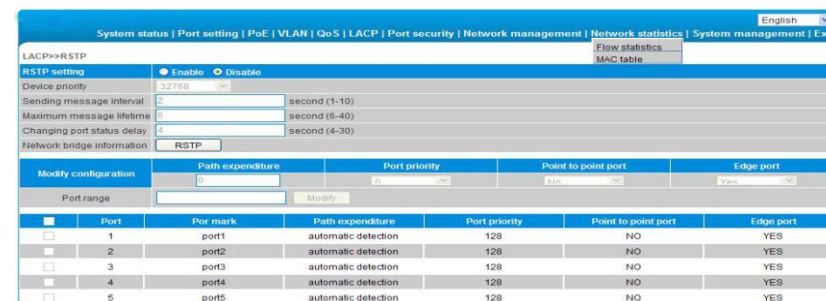 English
System status | Port setting | PoE | VLAN | QoS | LACP | Port security | Network management | Network statistics | System management | Ex
Flow statistics
MAC table
LACP>>RSTP
RSTP setting Enable Disable
Device priority 32768
Sending message interval 2 second (1-10)
Maximum message lifetime 6 second (6-40)
Changing port status delay 4 second (4-30)
Network bridge information RSTP
Modify configuration Path expenditure Port priority Point to point port Edge port
0 0 No Yes
Port range Modify
Port Por mark Path expenditure Port priority Point to point port Edge port
1 port1 automatic detection 128 NO YES
2 port2 automatic detection 128 NO YES
3 port3 automatic detection 128 NO YES
4 port4 automatic detection 128 NO YES
5 port5 automatic detection 128 NO YES